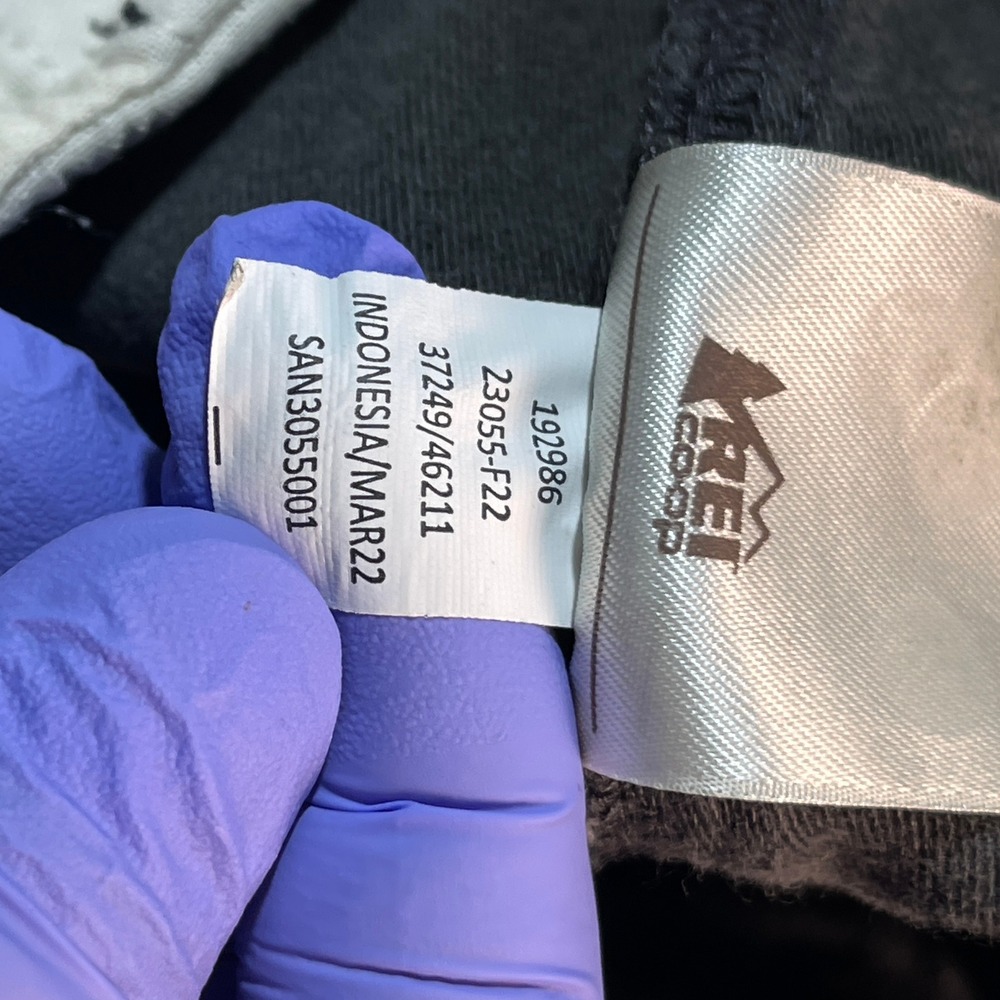 192986
23055-F22
37249/46211
INDONESIA/MAR22
SAN3055001
REI
co·op